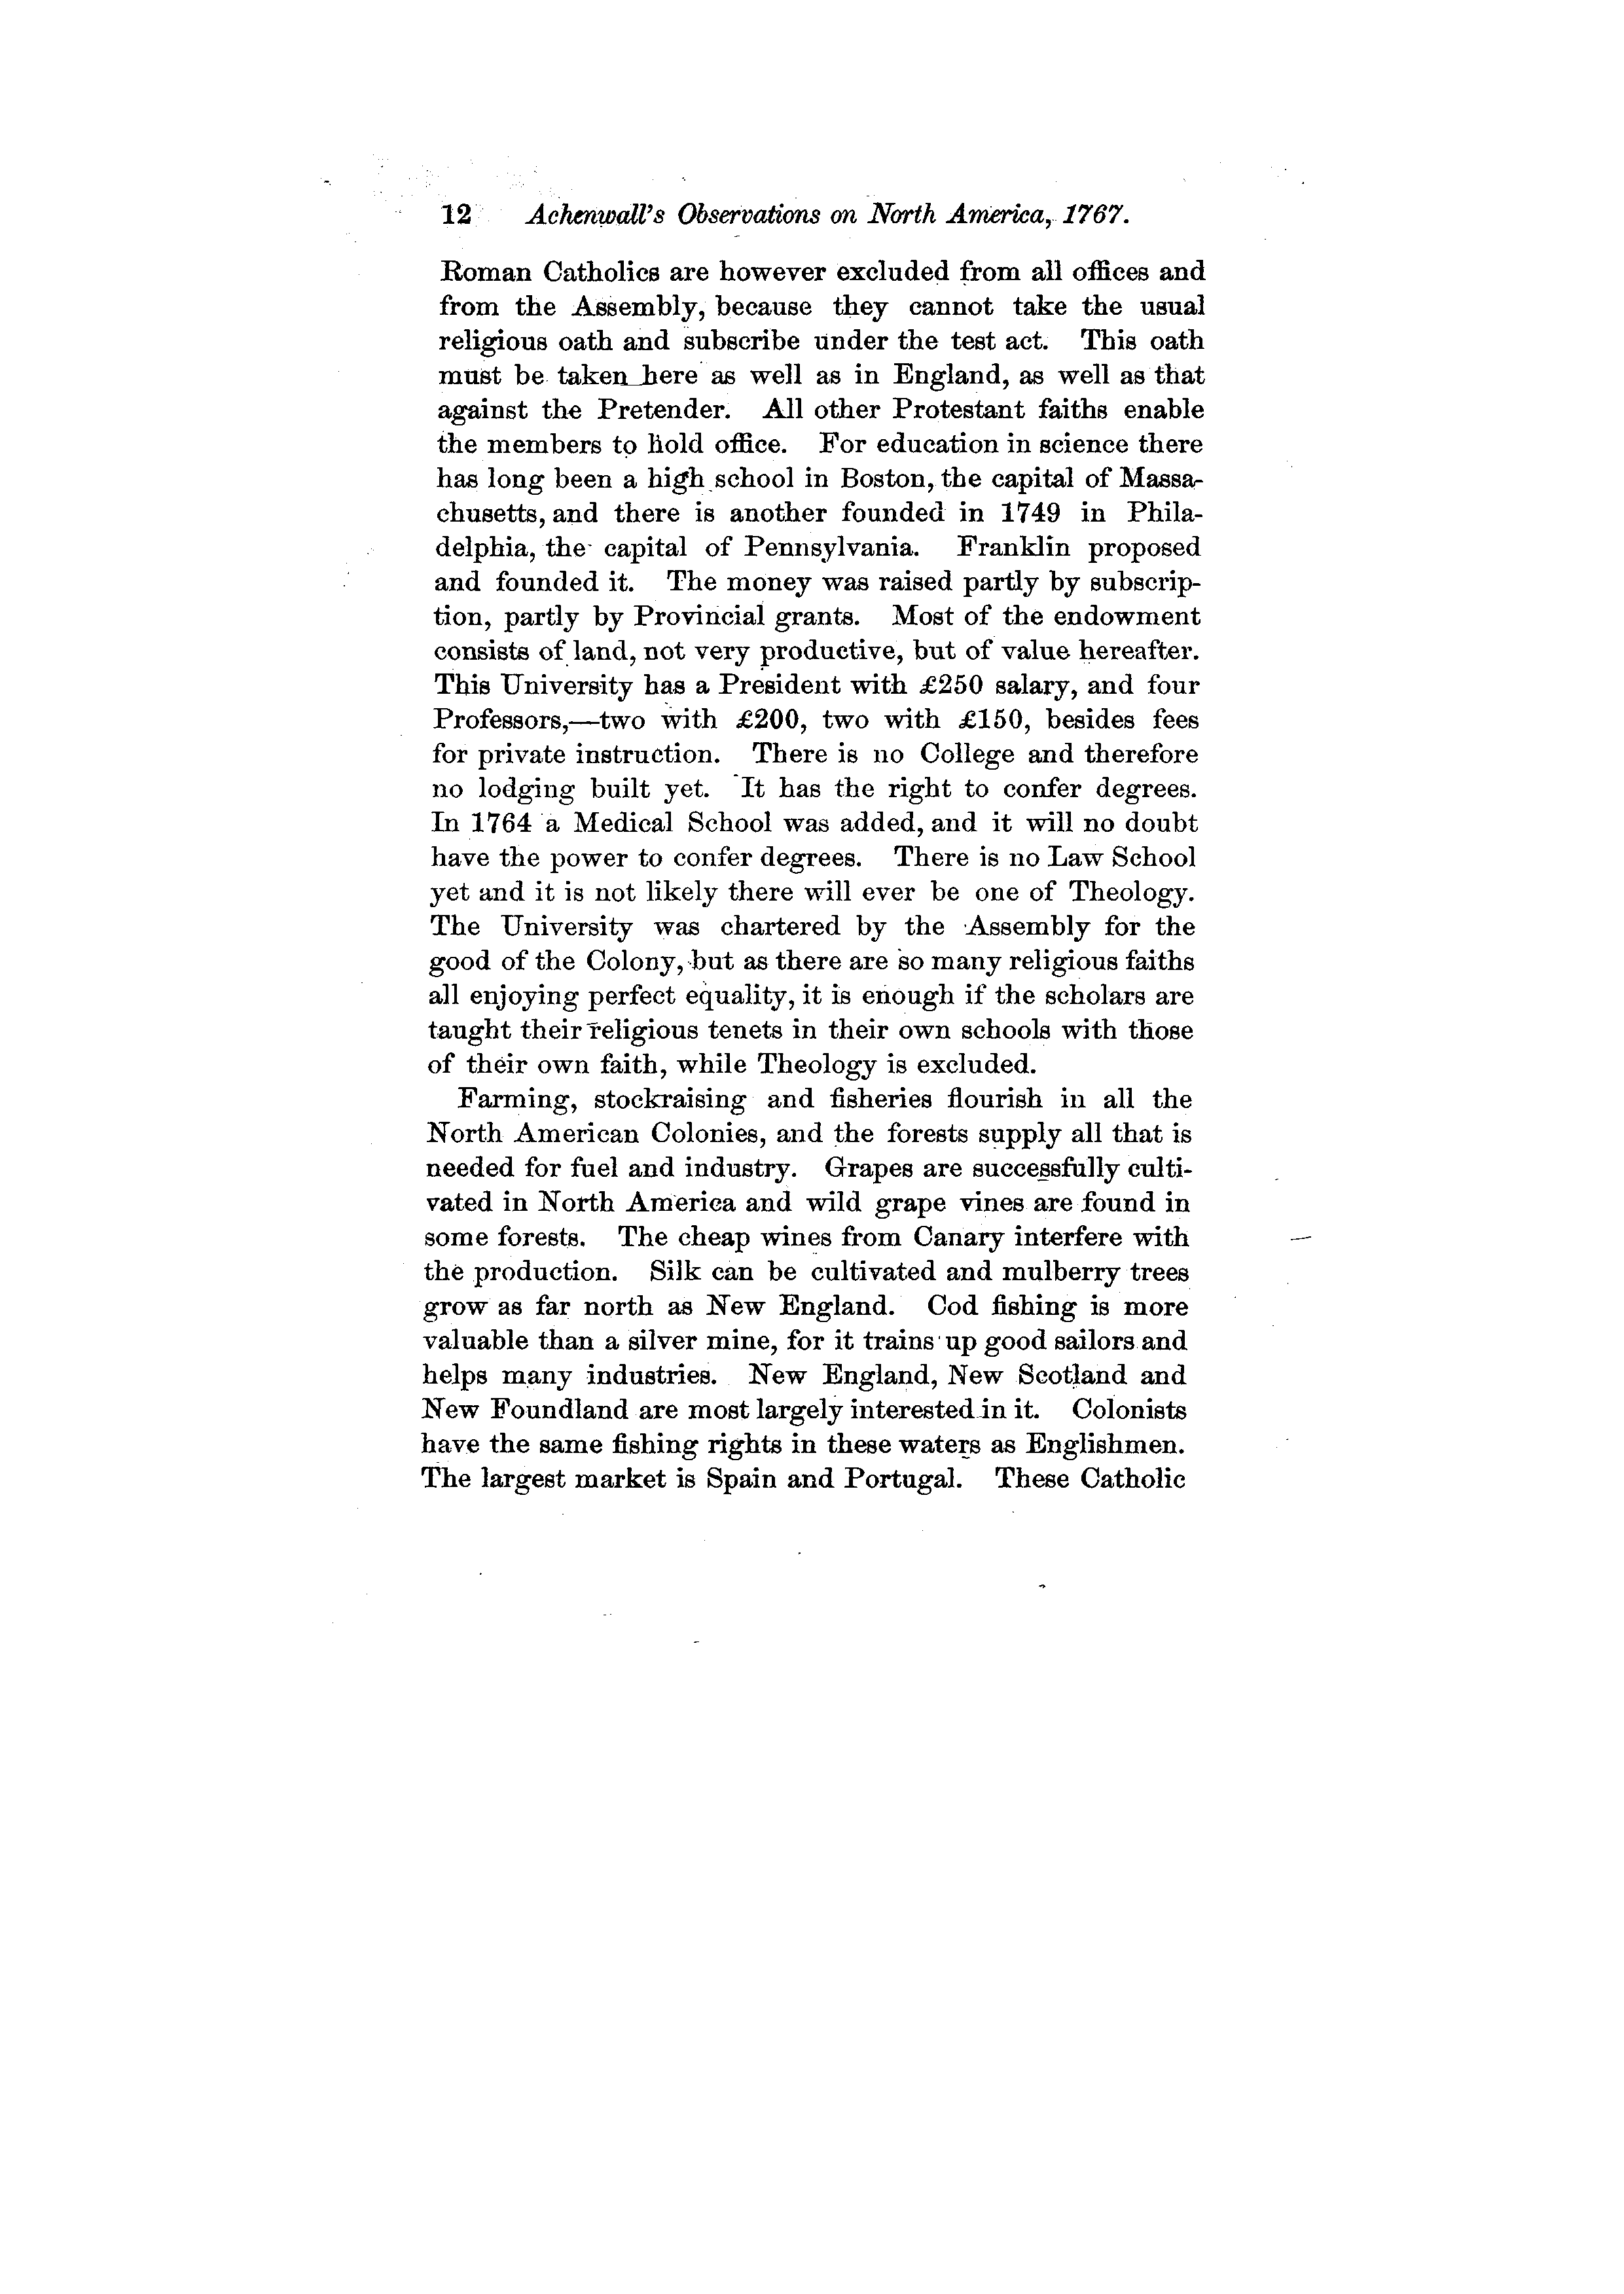 12 Achenwall's Observations on North America, 1767.
Roman Catholics are however excluded from all offices and
from the Assembly, because they cannot take the usual
religious oath and subscribe under the test act. This oath
must be taken here as well as in England, as well as that
against the Pretender. All other Protestant faiths enable
the members to hold office. For education in science there
has long been a high school in Boston, the capital of Massa-
chusetts, and there is another founded in 1749 in Phila-
delphia, the capital of Pennsylvania. Franklin proposed
and founded it. The money was raised partly by subscrip-
tion, partly by Provincial grants. Most of the endowment
consists of land, not very productive, but of value hereafter.
This University has a President with £250 salary, and four
Professors,—two with £200, two with £150, besides fees
for private instruction. There is no College and therefore
no lodging built yet. It has the right to confer degrees.
In 1764 a Medical School was added, and it will no doubt
have the power to confer degrees. There is no Law School
yet and it is not likely there will ever be one of Theology.
The University was chartered by the Assembly for the
good of the Colony, but as there are so many religious faiths
all enjoying perfect equality, it is enough if the scholars are
taught their religious tenets in their own schools with those
of their own faith, while Theology is excluded.
Farming, stockraising and fisheries flourish in all the
North American Colonies, and the forests supply all that is
needed for fuel and industry. Grapes are successfully culti-
vated in North America and wild grape vines are found in
some forests. The cheap wines from Canary interfere with
the production. Silk can be cultivated and mulberry trees
grow as far north as New England. Cod fishing is more
valuable than a silver mine, for it trains up good sailors and
helps many industries. New England, New Scotland and
New Foundland are most largely interested in it. Colonists
have the same fishing rights in these waters as Englishmen.
The largest market is Spain and Portugal. These Catholic